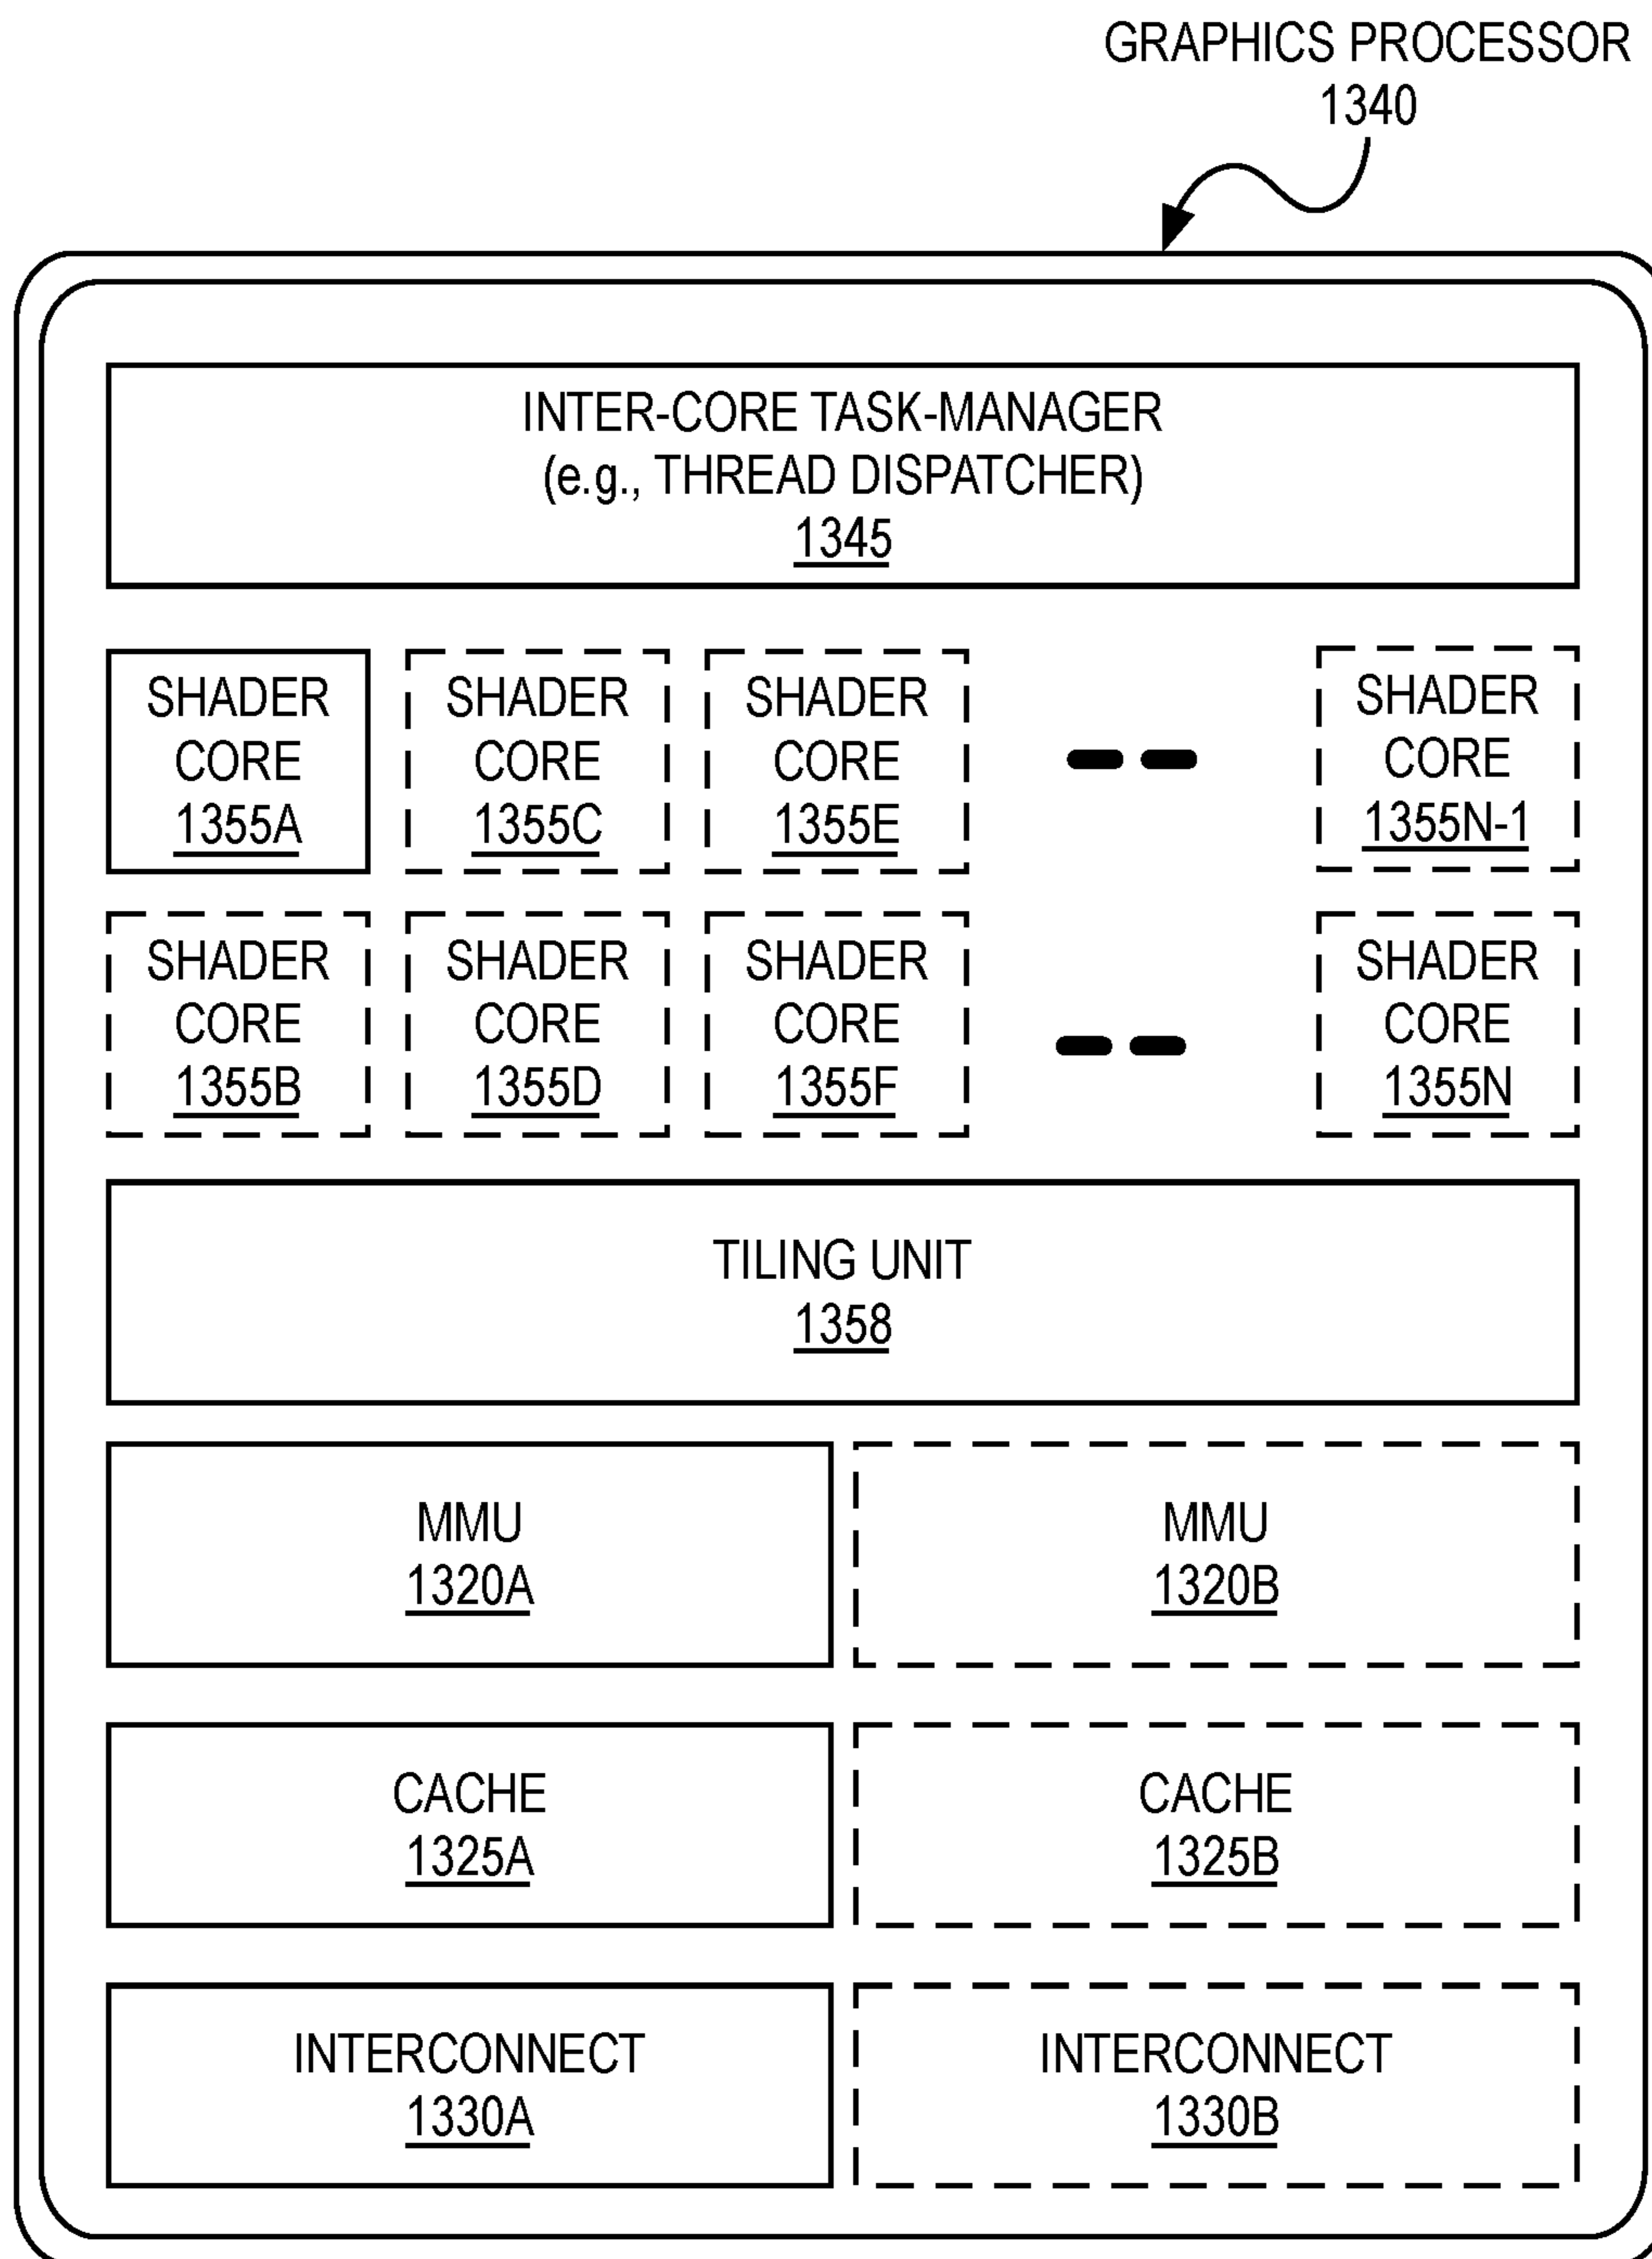 GRAPHICS PROCESSOR
1340
INTER-CORE TASK-MANAGER
(e.g., THREAD DISPATCHER)
1345
SHADER
CORE
1355A
SHADER
CORE
1355C
SHADER
CORE
1355E
SHADER
CORE
1355N-1
SHADER
CORE
1355B
SHADER
CORE
1355D
SHADER
CORE
1355F
SHADER
CORE
1355N
TILING UNIT
1358
MMU
1320A
MMU
1320B
CACHE
1325A
CACHE
1325B
INTERCONNECT
1330A
INTERCONNECT
1330B